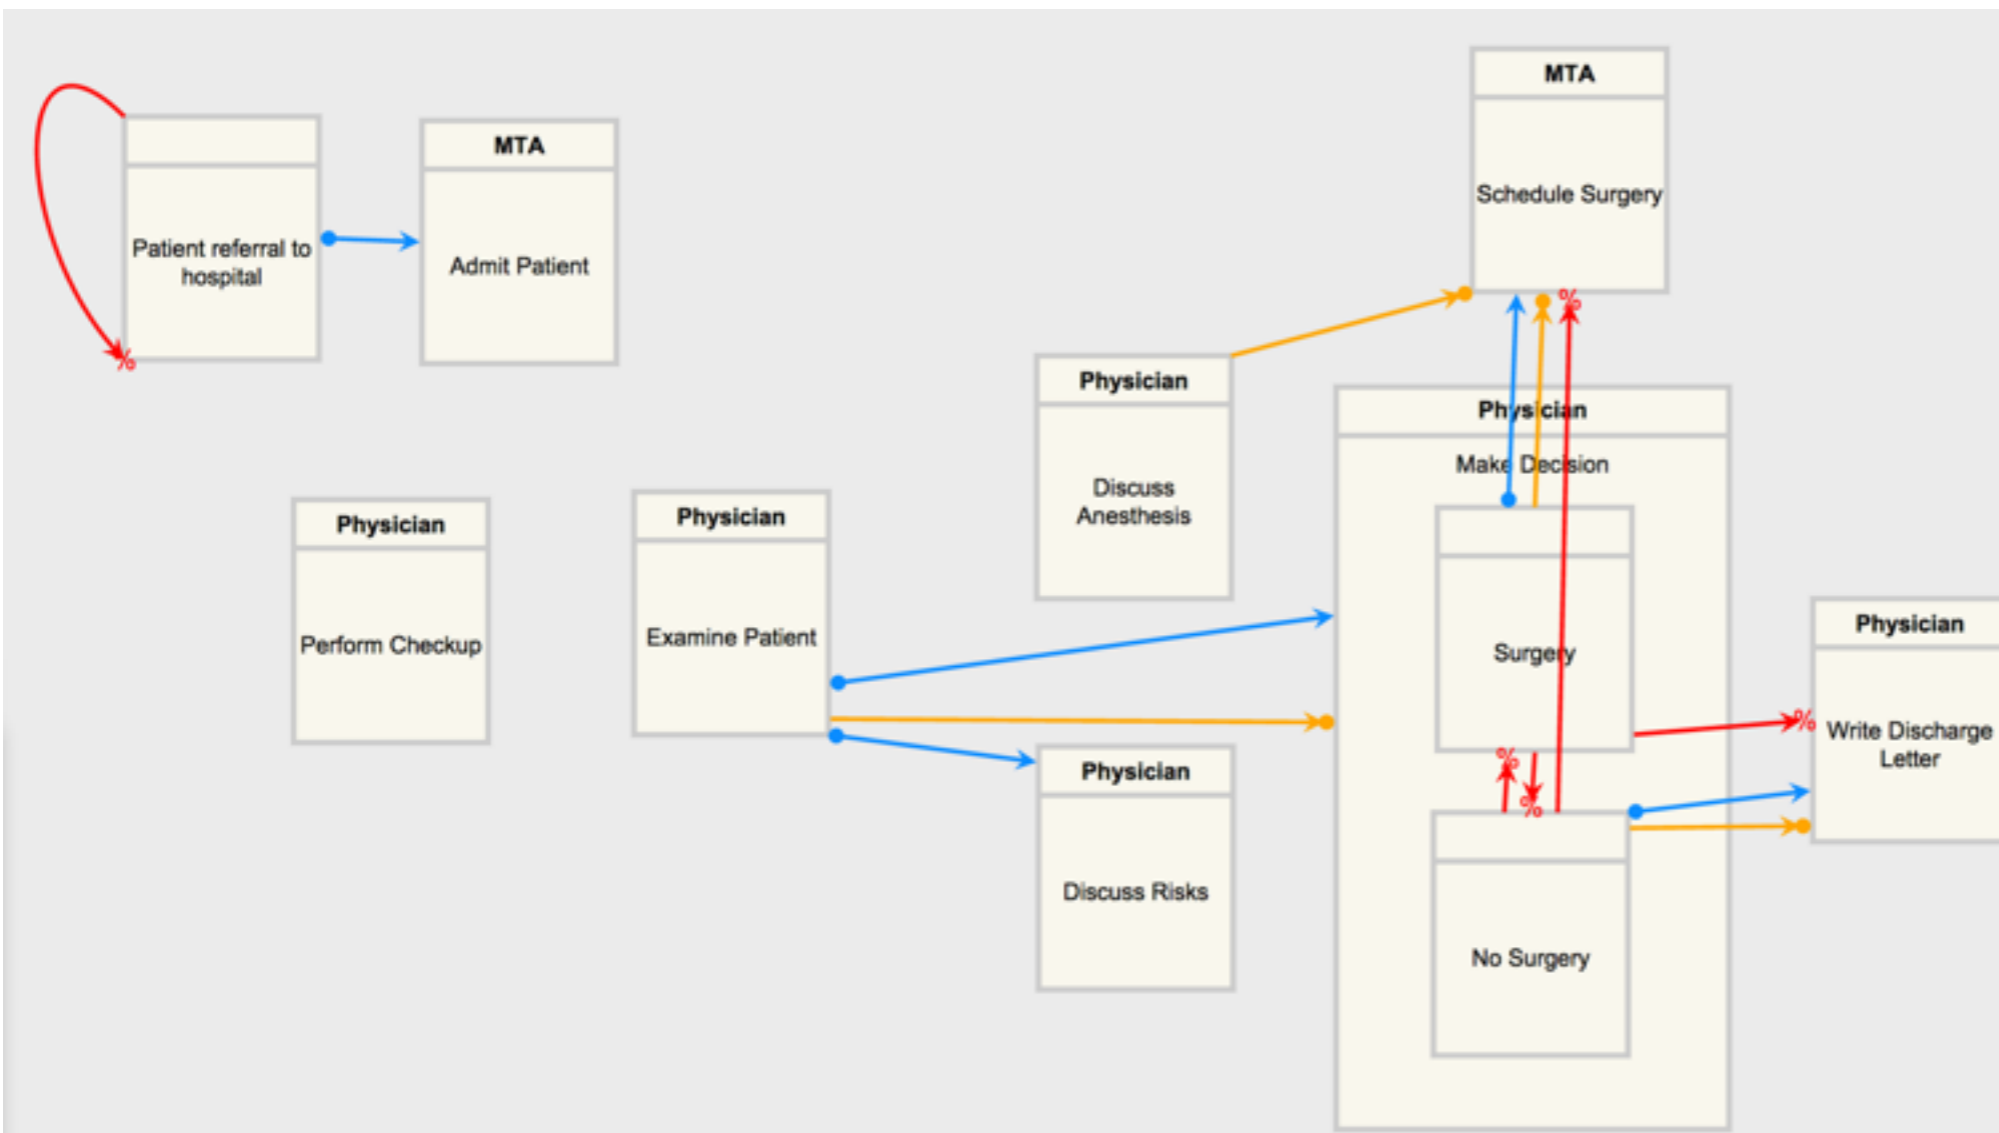 Patient referral to
hospital
MTA
Admit Patient
MTA
Schedule Surgery
%
%
Physician
Discuss
Anesthesis
Physician
Make Decision
Surgery
%
%
No Surgery
Physician
Perform Checkup
Physician
Examine Patient
Physician
Discuss Risks
Physician
%
Write Discharge
Letter